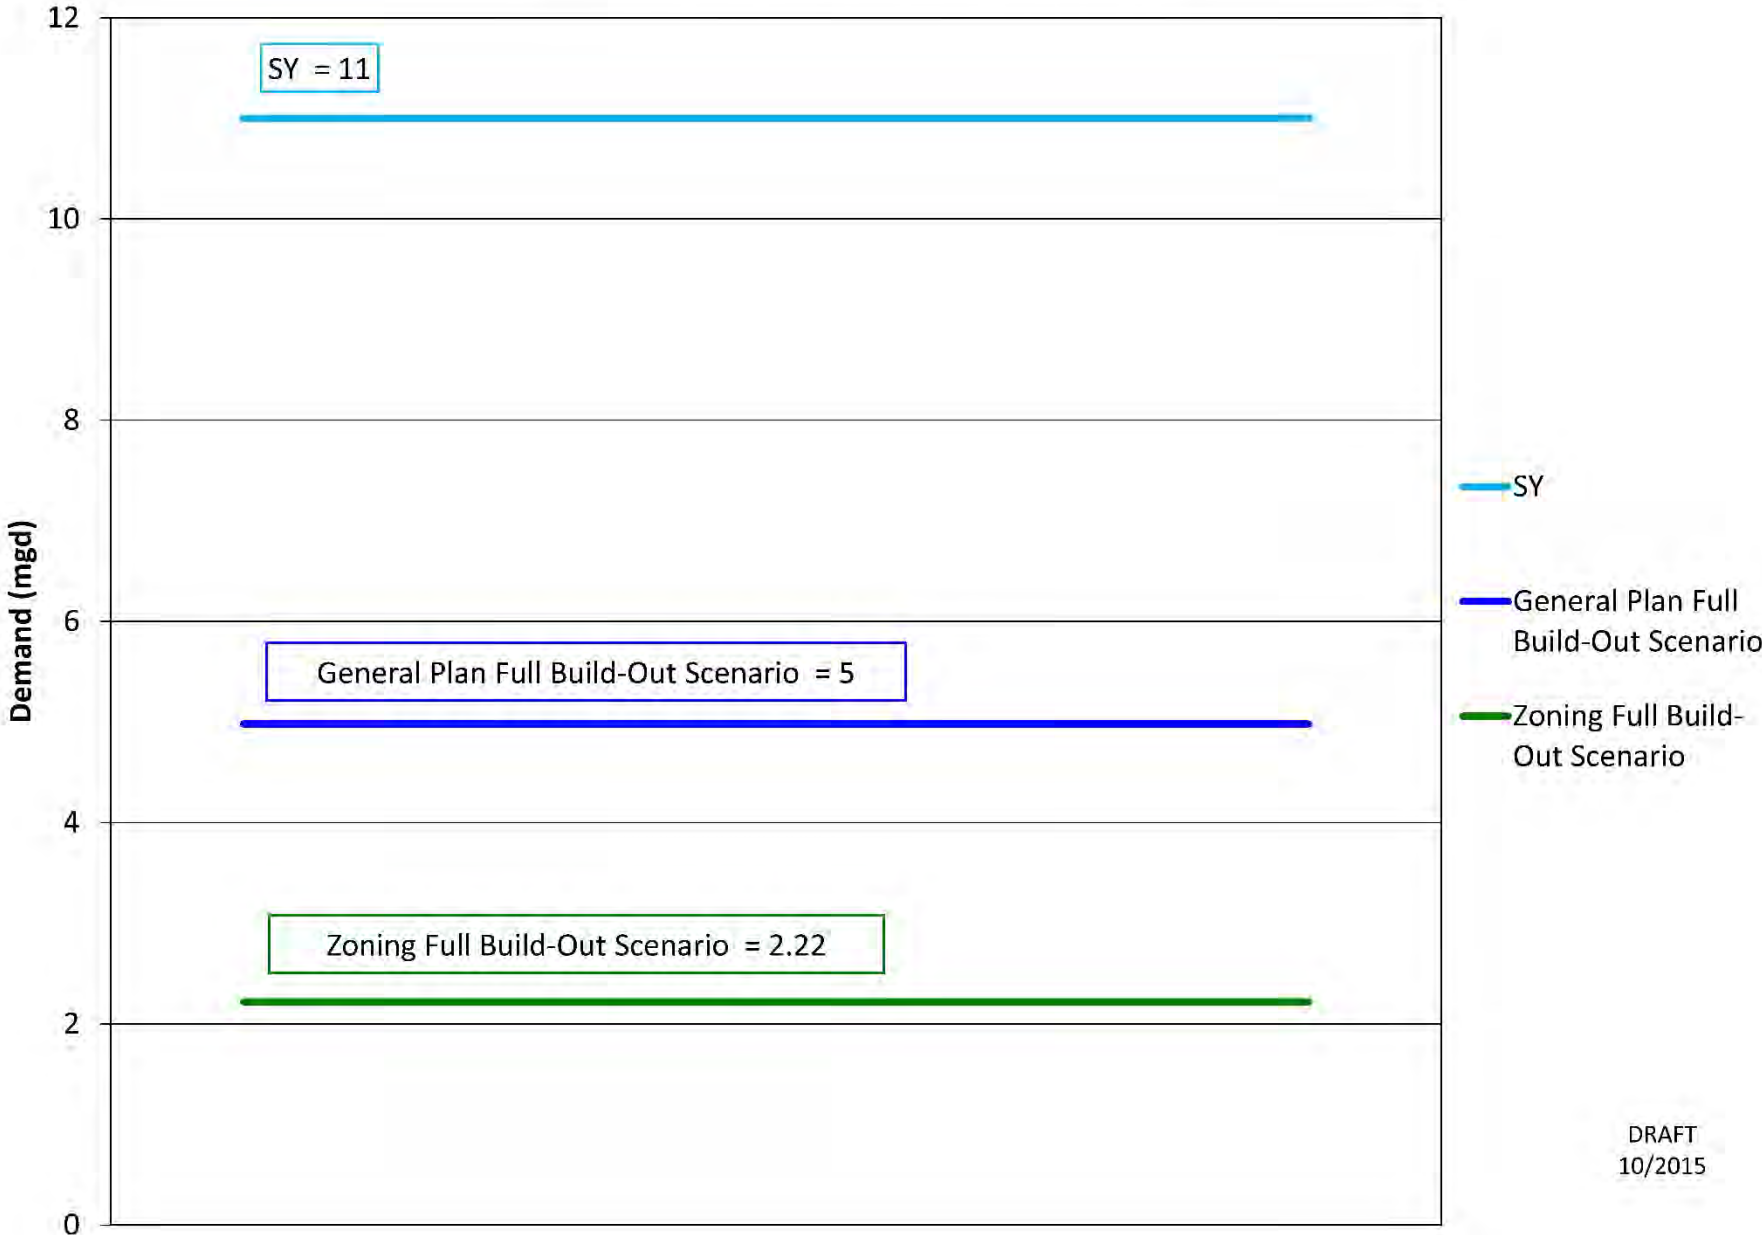 12
SY = 11
10
8
6
General Plan Full Build-Out Scenario = 5
4
Zoning Full Build-Out Scenario = 2.22
2
0
Demand (mgd)
SY
General Plan Full
Build-Out Scenario
Zoning Full Build-
Out Scenario
DRAFT
10/2015